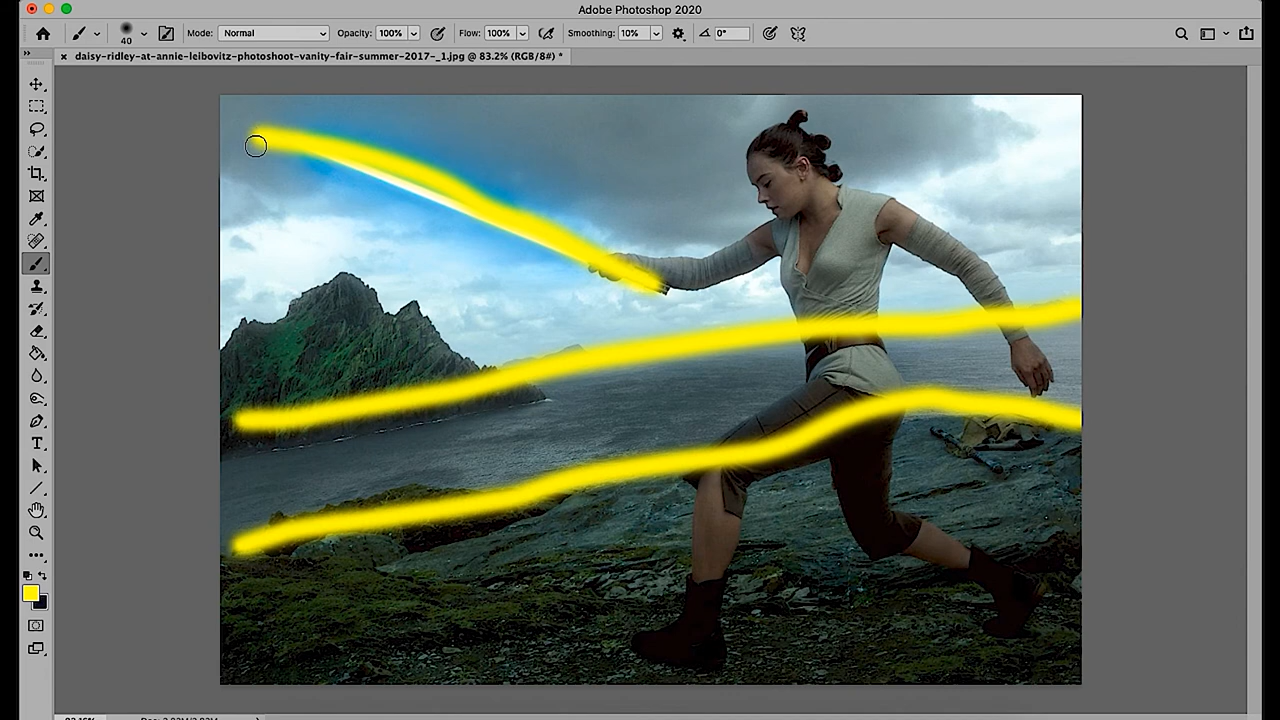 Adobe Photoshop 2020
40
Mode: Normal Opacity: 100% Flow: 100% Smoothing: 10% 0°
daisy-ridley-at-annie-leibovitz-photoshoot-vanity-fair-summer-2017-_1.jpg @ 83.2% (RGB/8#) *